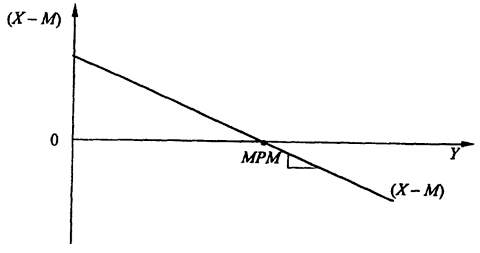 (X – M)
0
MPM
Y
(X – M)